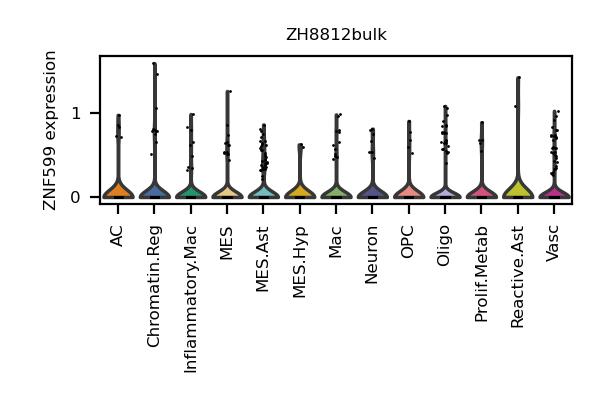 ZH8812bulk
ZNF599 expression
1
0
AC
Chromatin.Reg
Inflammatory.Mac
MES
MES.Ast
MES.Hyp
Mac
Neuron
OPC
Oligo
Prolif.Metab
Reactive.Ast
Vasc